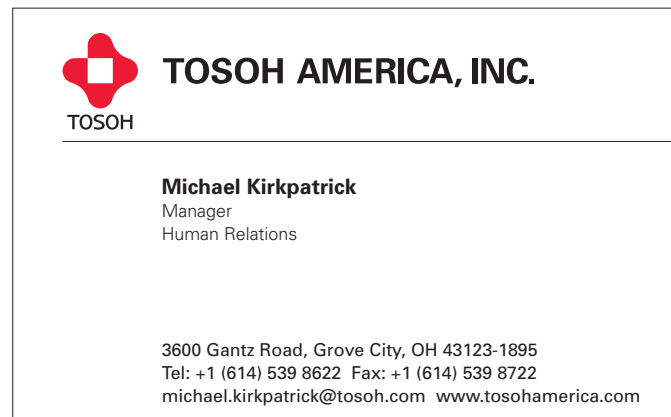 TOSOH AMERICA, INC.
TOSOH
Michael Kirkpatrick
Manager
Human Relations
3600 Gantz Road, Grove City, OH 43123-1895
Tel: +1 (614) 539 8622 Fax: +1 (614) 539 8722
michael.kirkpatrick@tosoh.com www.tosohamerica.com